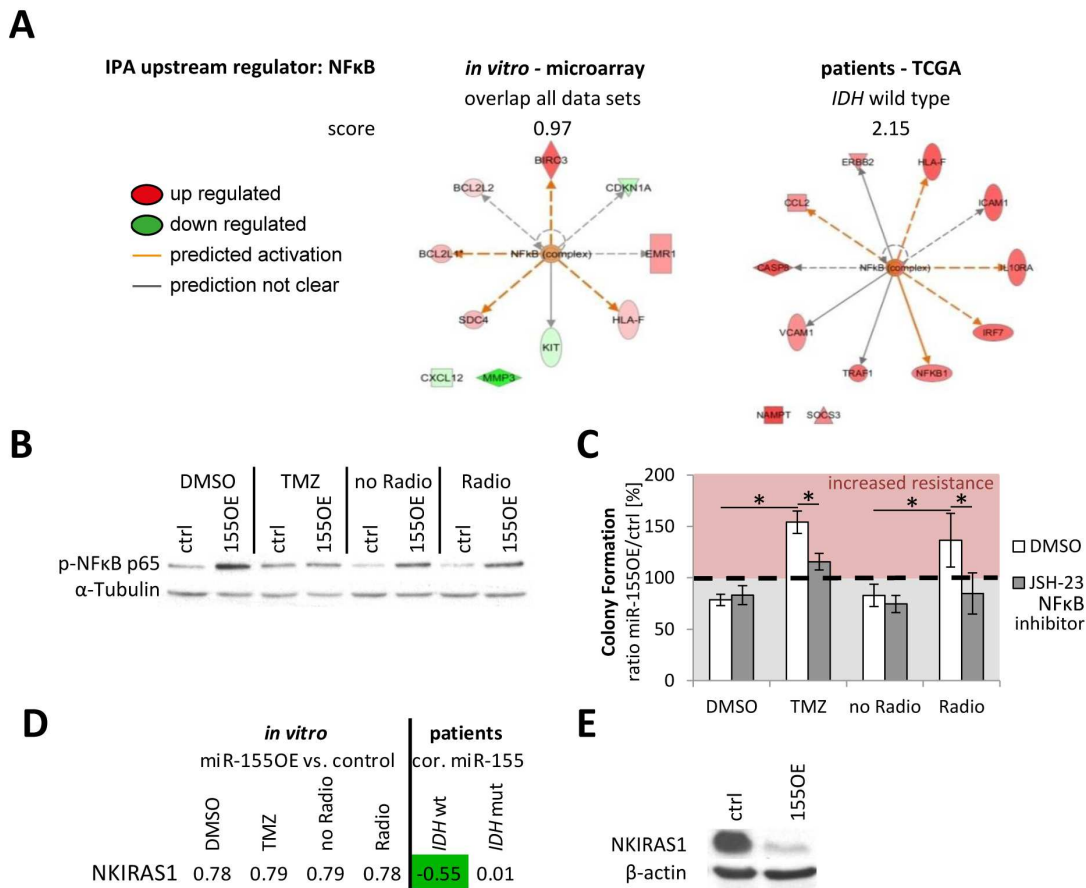 A
IPA upstream regulator: NFκB
in vitro - microarray
patients - TCGA
overlap all data sets
IDH wild type
score
0.97
2.15
up regulated
down regulated
predicted activation
prediction not clear
BIRC3
BCL2L2
CDKN1A
BCL2L1
NFkB (complex)
EMR1
SDC4
HLA-F
KIT
CXCL12
MMP3
ERBB2
HLA-F
CCL2
ICAM1
NFkB (complex)
IL10RA
VCAM1
IRF7
TRAF1
NFKB1
NAMPT
SOCS3
B
DMSO
TMZ
no Radio
Radio
ctrl
155OE
ctrl
155OE
ctrl
155OE
ctrl
155OE
p-NFκB p65
α-Tubulin
C
Colony Formation
ratio miR-155OE/ctrl [%]
200
150
100
50
0
increased resistance
*
*
*
*
DMSO
JSH-23
NFκB
inhibitor
DMSO
TMZ
no Radio
Radio
D
in vitro
patients
miR-155OE vs. control
cor. miR-155
DMSO
TMZ
no Radio
Radio
IDH wt
IDH mut
NKIRAS1 0.78 0.79 0.79 0.78 -0.55 0.01
E
ctrl
155OE
NKIRAS1
β-actin